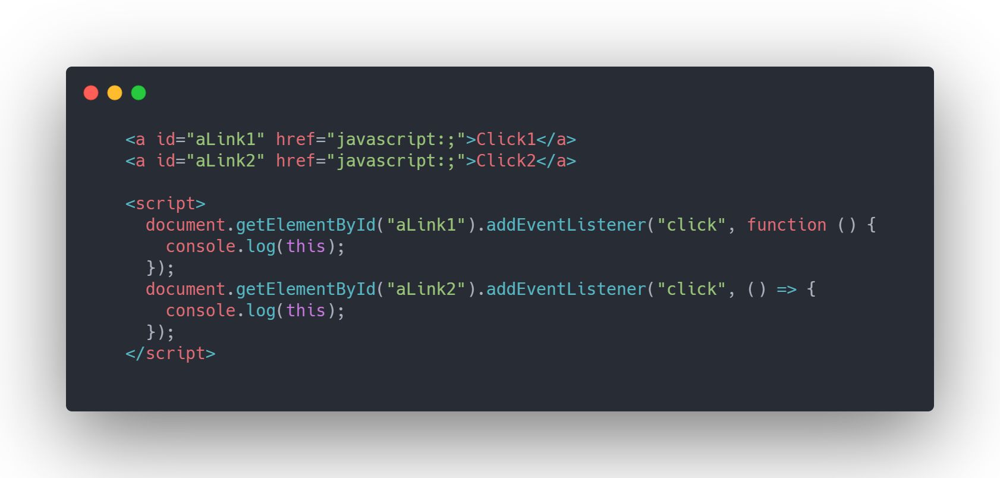 <a id="aLink1" href="javascript:;">Click1</a>
<a id="aLink2" href="javascript:;">Click2</a>
<script>
document.getElementById("aLink1").addEventListener("click", function () {
console.log(this);
});
document.getElementById("aLink2").addEventListener("click", () => {
console.log(this);
});
</script>